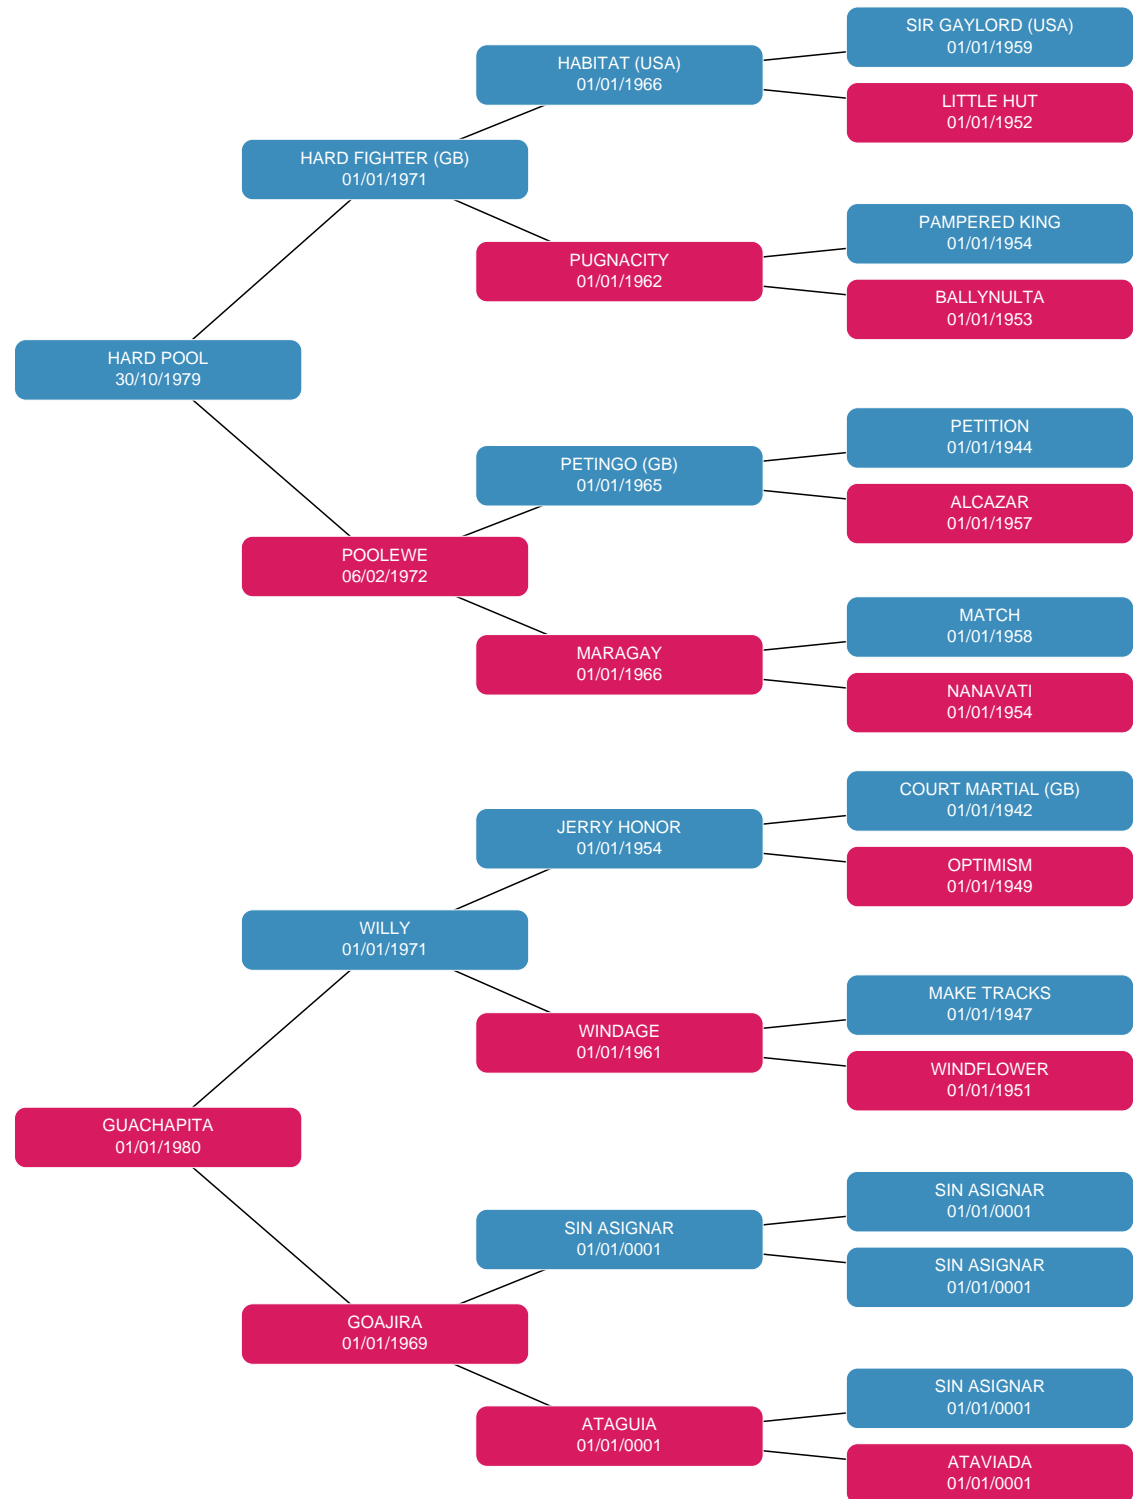 SIR GAYLORD (USA)
01/01/1959
HABITAT (USA)
01/01/1966
LITTLE HUT
01/01/1952
HARD FIGHTER (GB)
01/01/1971
PAMPERED KING
01/01/1954
PUGNACITY
01/01/1962
BALLYNULTA
01/01/1953
HARD POOL
30/10/1979
PETITION
01/01/1944
PETINGO (GB)
01/01/1965
ALCAZAR
01/01/1957
POOLEWE
06/02/1972
MATCH
01/01/1958
MARAGAY
01/01/1966
NANAVATI
01/01/1954
COURT MARTIAL (GB)
01/01/1942
JERRY HONOR
01/01/1954
OPTIMISM
01/01/1949
WILLY
01/01/1971
MAKE TRACKS
01/01/1947
WINDAGE
01/01/1961
WINDFLOWER
01/01/1951
GUACHAPITA
01/01/1980
SIN ASIGNAR
01/01/0001
SIN ASIGNAR
01/01/0001
SIN ASIGNAR
01/01/0001
GOAJIRA
01/01/1969
SIN ASIGNAR
01/01/0001
ATAGUIA
01/01/0001
ATAVIADA
01/01/0001